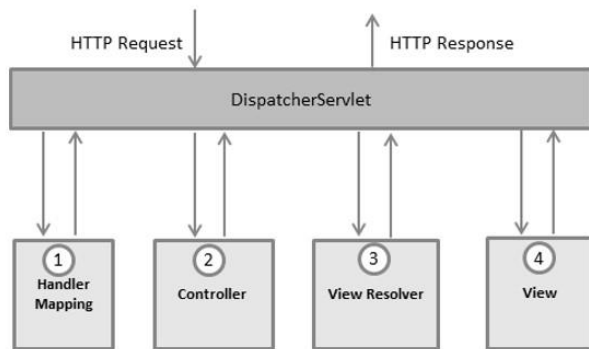 HTTP Request
HTTP Response
DispatcherServlet
1
Handler
Mapping
2
Controller
3
View Resolver
4
View